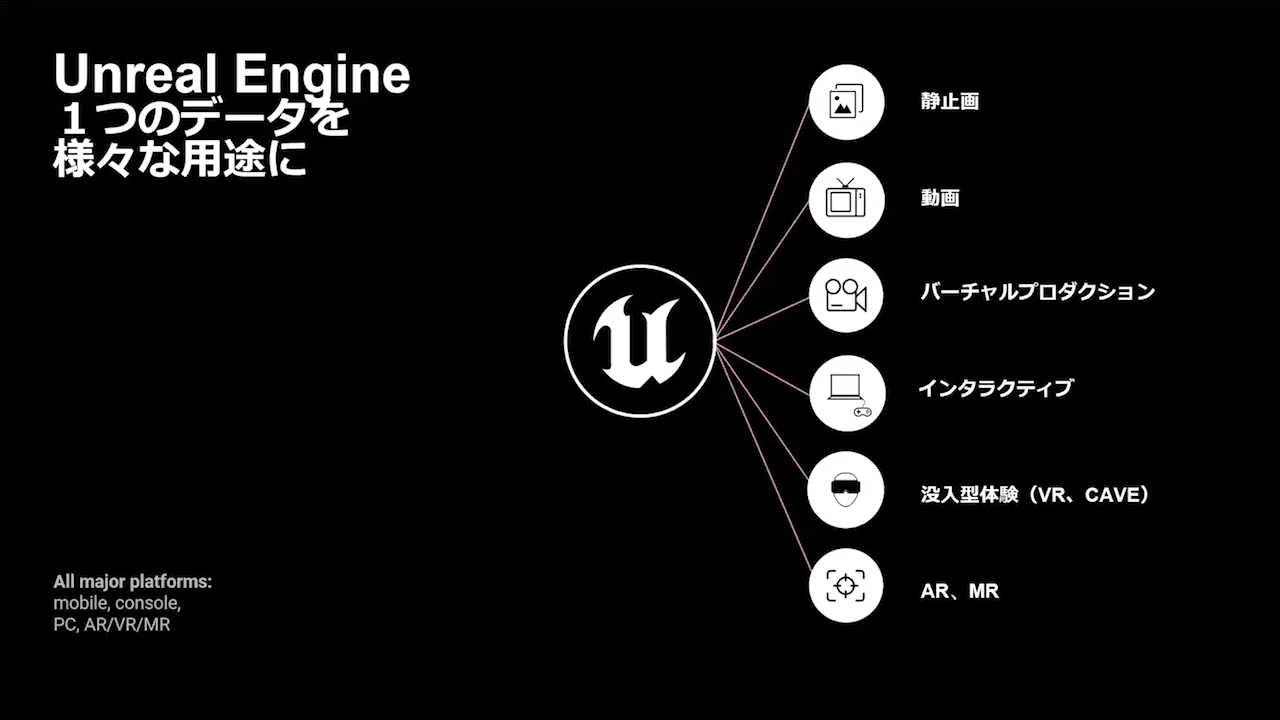 Unreal Engine
１つのデータを
様々な用途に
静止画
動画
バーチャルプロダクション
インタラクティブ
没入型体験（VR、CAVE）
AR、MR
All major platforms:
mobile, console,
PC, AR/VR/MR